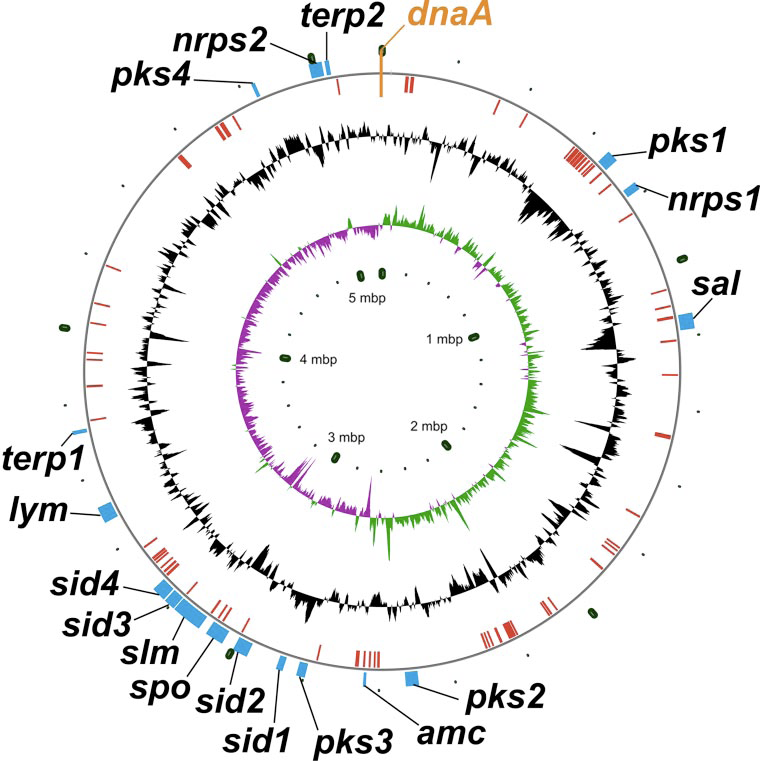 terp2
dnaA
nrps2
pks4
pks1
nrps1
sal
5 mbp
1 mbp
4 mbp
2 mbp
3 mbp
terp1
lym
sid4
sid3
slm
spo
sid2
sid1
pks3
amc
pks2